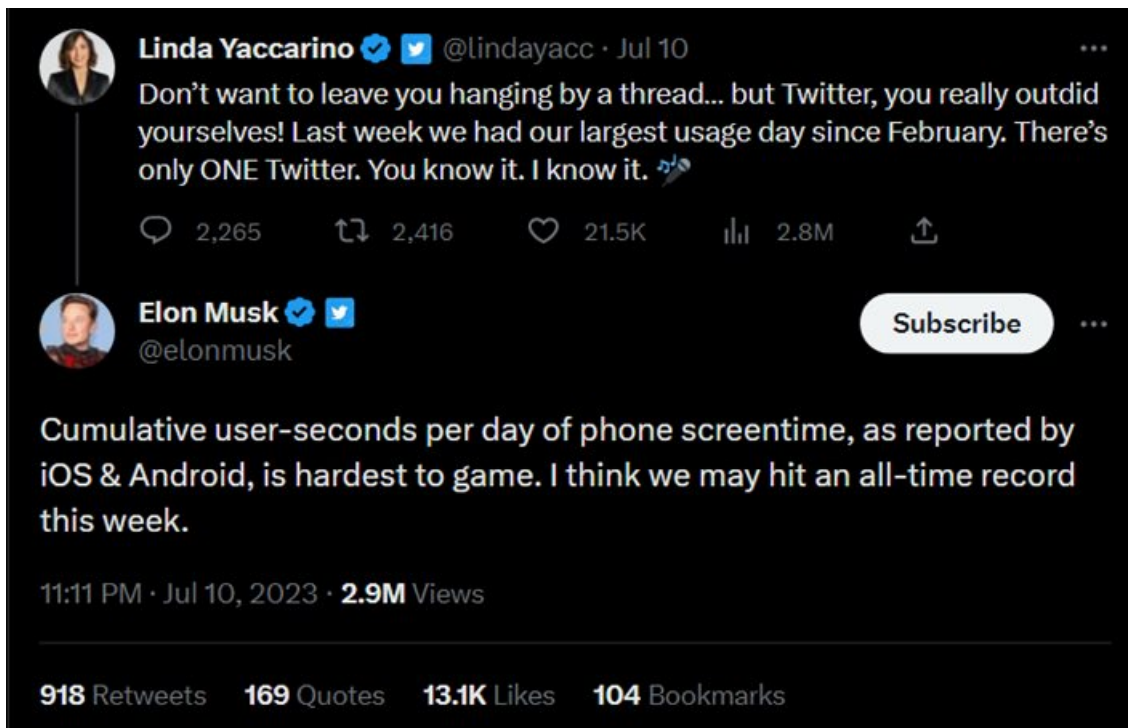 Linda Yaccarino @lindayacc · Jul 10
Don’t want to leave you hanging by a thread... but Twitter, you really outdid
yourselves! Last week we had our largest usage day since February. There’s
only ONE Twitter. You know it. I know it. 🎤
2,265 2,416 21.5K 2.8M
Elon Musk
Subscribe
@elonmusk
Cumulative user-seconds per day of phone screentime, as reported by
iOS & Android, is hardest to game. I think we may hit an all-time record
this week.
11:11 PM · Jul 10, 2023 · 2.9M Views
918 Retweets 169 Quotes 13.1K Likes 104 Bookmarks